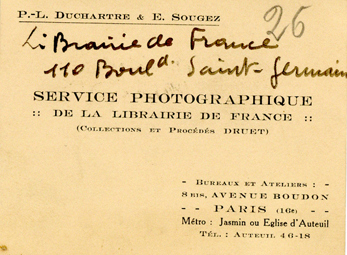 P.-L. DUCHARTRE & E. SOUGEZ
26
Librairie de France
110 Boul^d. Saint-Germain
SERVICE PHOTOGRAPHIQUE
:: DE LA LIBRAIRIE DE FRANCE ::
(COLLECTIONS ET PROCÉDÉS DRUET)
- BUREAUX ET ATELIERS : -
8 BIS, AVENUE BOUDON
- - PARIS (16e) - -
Métro : Jasmin ou Eglise d'Auteuil
TÉL. : AUTEUIL 46-18